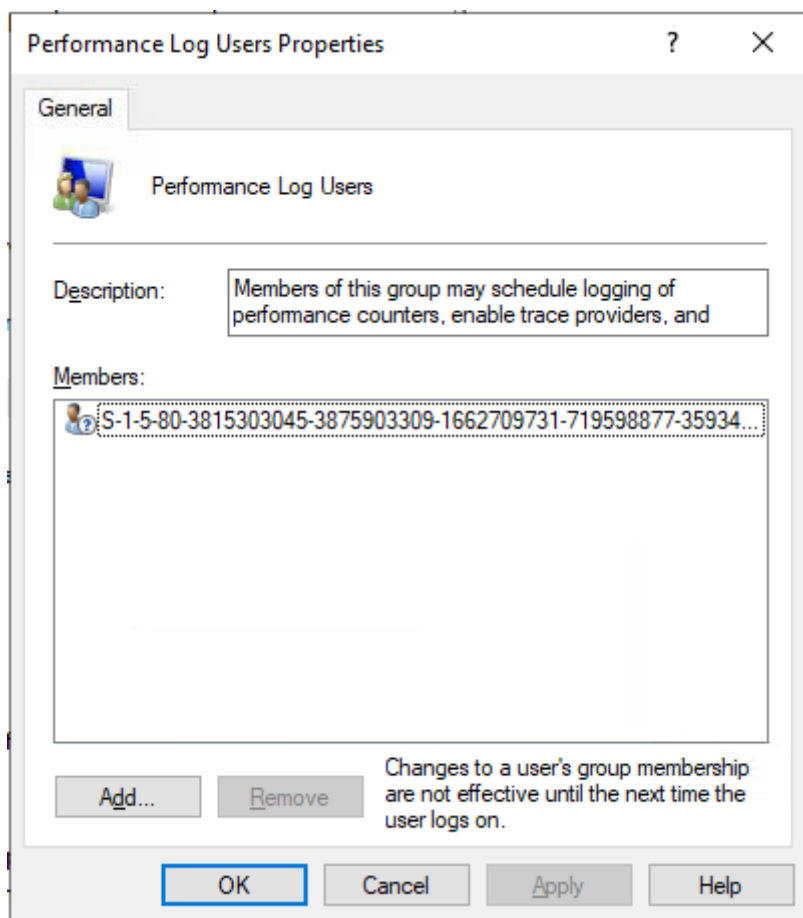 Performance Log Users Properties
?
General
Performance Log Users
Description:
Members of this group may schedule logging of
performance counters, enable trace providers, and
Members:
S-1-5-80-3815303045-3875903309-1662709731-719598877-35934...
Add...
Remove
Changes to a user's group membership
are not effective until the next time the
user logs on.
OK
Cancel
Apply
Help